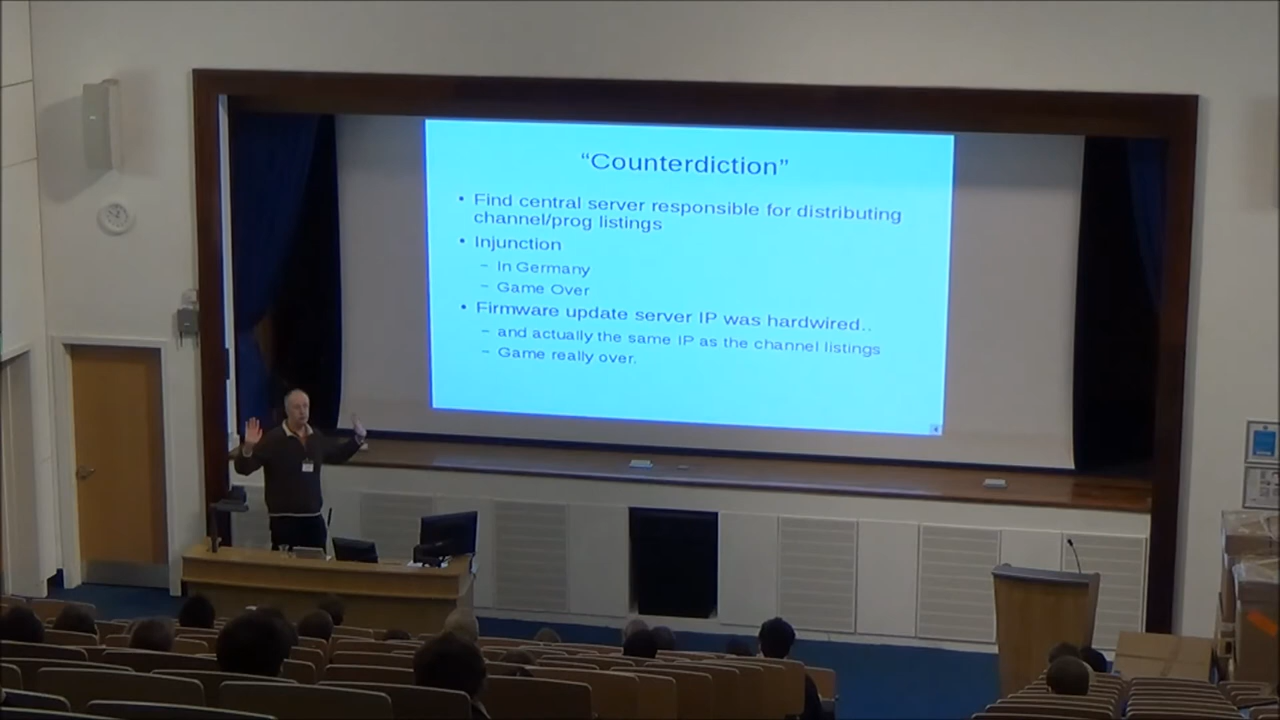 “Counterdiction”
• Find central server responsible for distributing
channel/prog listings
• Injunction
– In Germany
– Game Over
• Firmware update server IP was hardwired..
– and actually the same IP as the channel listings
– Game really over.